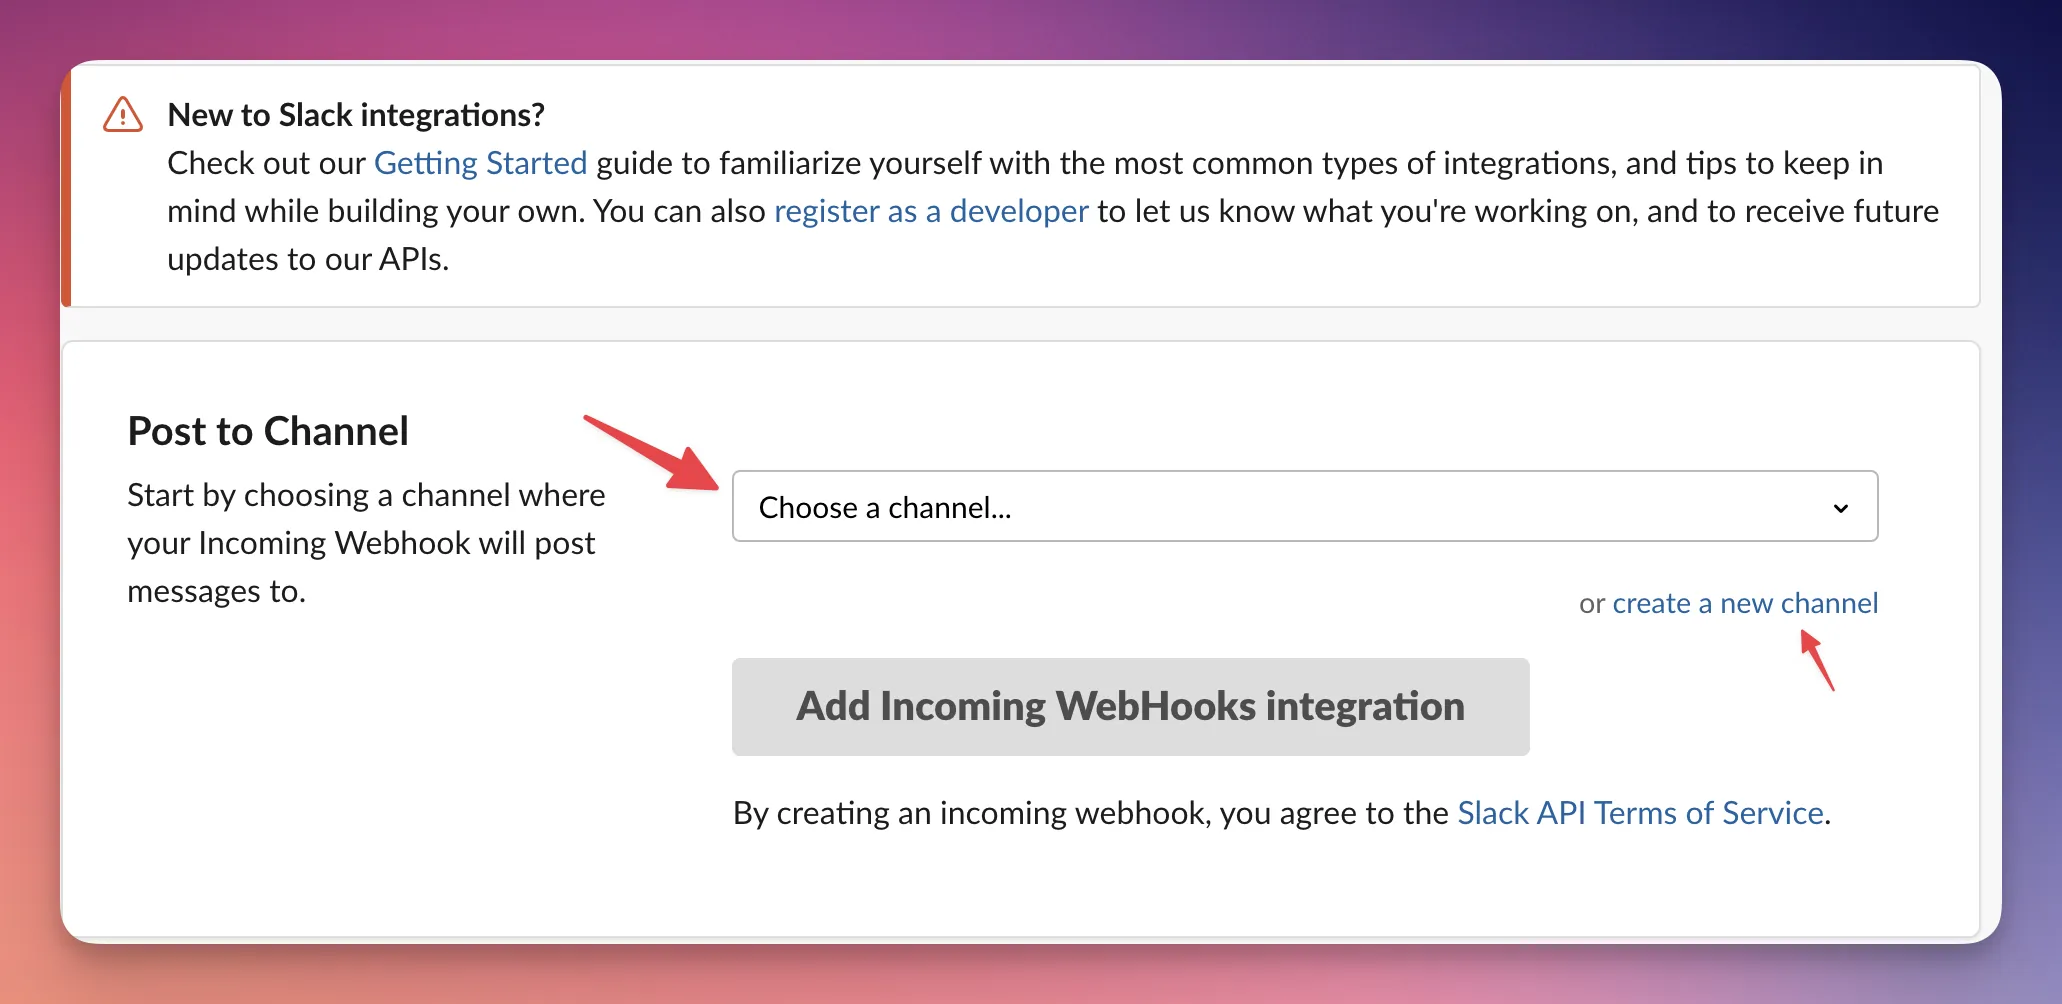 New to Slack integrations?
Check out our Getting Started guide to familiarize yourself with the most common types of integrations, and tips to keep in
mind while building your own. You can also register as a developer to let us know what you're working on, and to receive future
updates to our APIs.
Post to Channel
Start by choosing a channel where
your Incoming Webhook will post
messages to.
Choose a channel...
or create a new channel
Add Incoming WebHooks integration
By creating an incoming webhook, you agree to the Slack API Terms of Service.